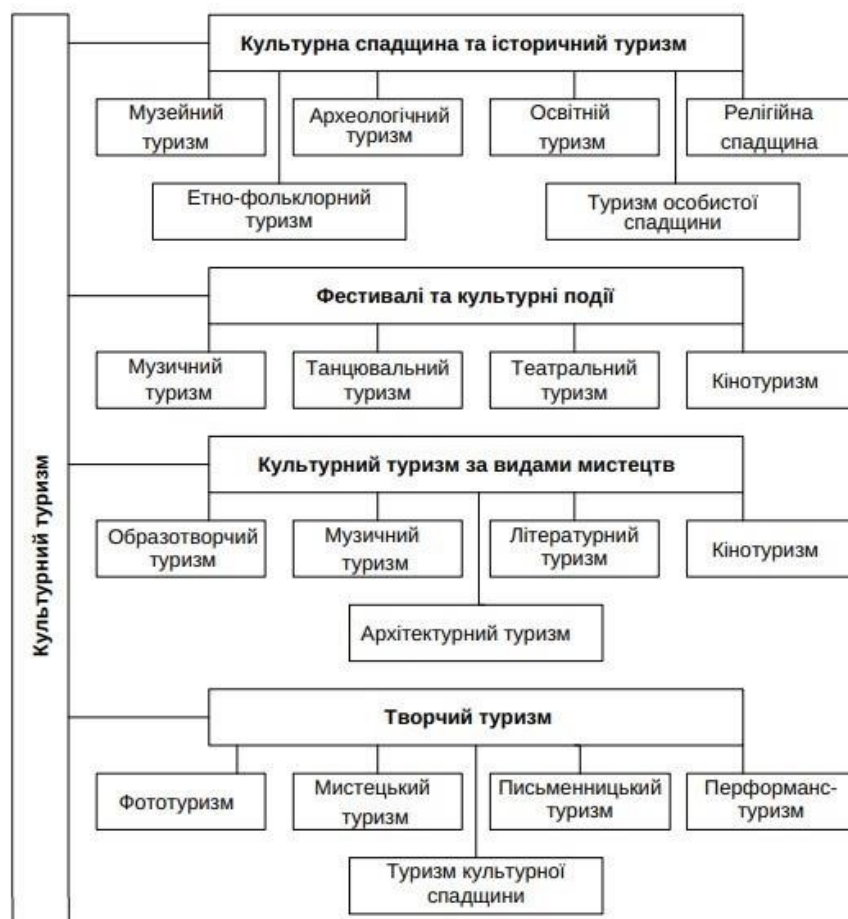 Культурний туризм
Культурна спадщина та історичний туризм
Музейний
туризм
Археологічний
туризм
Освітній
туризм
Релігійна
спадщина
Етно-фольклорний
туризм
Туризм особистої
спадщини
Фестивалі та культурні події
Музичний
туризм
Танцювальний
туризм
Театральний
туризм
Кінотуризм
Культурний туризм за видами мистецтв
Образотворчий
туризм
Музичний
туризм
Літературний
туризм
Кінотуризм
Архітектурний туризм
Творчий туризм
Фототуризм
Мистецький
туризм
Письменницький
туризм
Перформанс-
туризм
Туризм культурної
спадщини